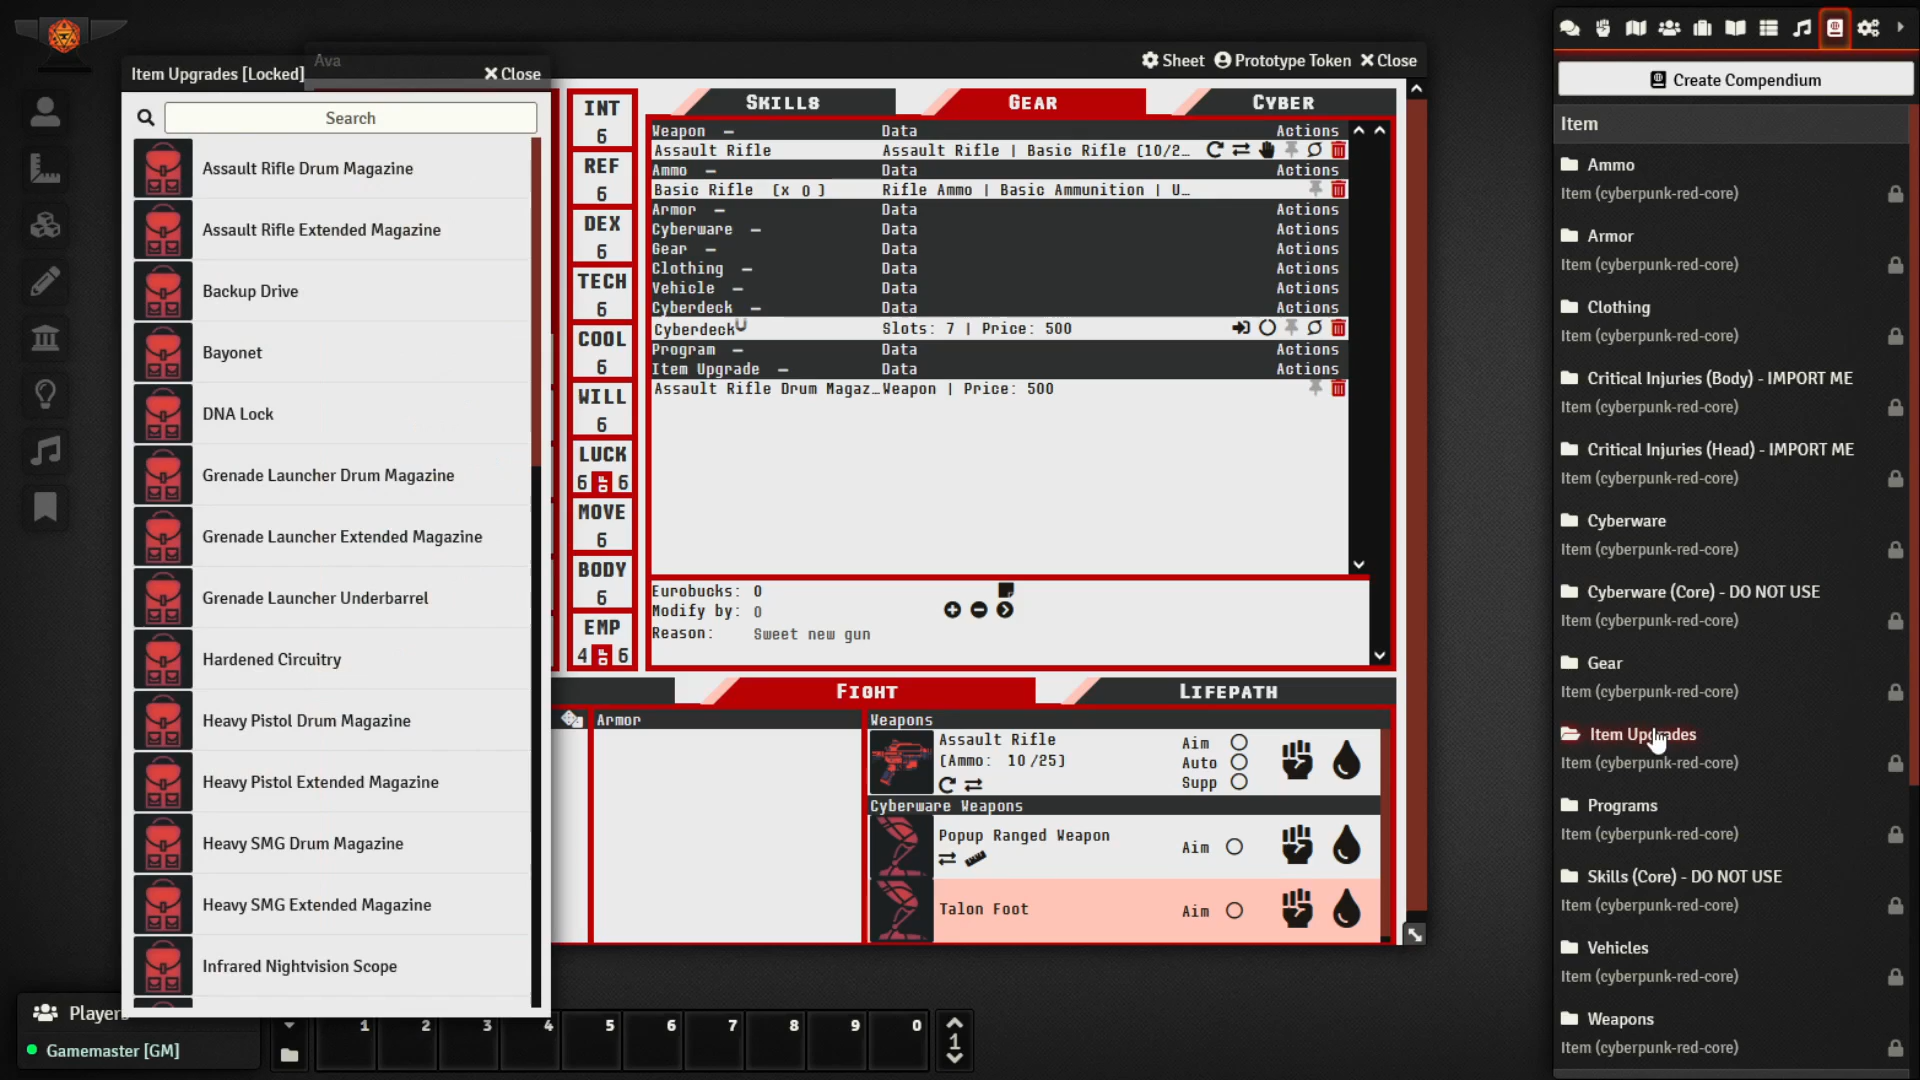 Item Upgrades [Locked]
Close
Search
Assault Rifle Drum Magazine
Assault Rifle Extended Magazine
Backup Drive
Bayonet
DNA Lock
Grenade Launcher Drum Magazine
Grenade Launcher Extended Magazine
Grenade Launcher Underbarrel
Hardened Circuitry
Heavy Pistol Drum Magazine
Heavy Pistol Extended Magazine
Heavy SMG Drum Magazine
Heavy SMG Extended Magazine
Infrared Nightvision Scope
Ava
Sheet Prototype Token Close
INT
6
REF
6
DEX
6
TECH
6
COOL
6
WILL
6
LUCK
6 OF 6
MOVE
6
BODY
6
EMP
4 OF 6
SKILLS GEAR CYBER
Weapon — Data Actions
Assault Rifle Assault Rifle | Basic Rifle (10/2…
Ammo — Data Actions
Basic Rifle (x 0 ) Rifle Ammo | Basic Ammunition | U…
Armor — Data Actions
Cyberware — Data Actions
Gear — Data Actions
Clothing — Data Actions
Vehicle — Data Actions
Cyberdeck — Data Actions
Cyberdeck Slots: 7 | Price: 500
Program — Data Actions
Item Upgrade — Data Actions
Assault Rifle Drum Magaz… Weapon | Price: 500
Eurobucks: 0
Modify by: 0
Reason: Sweet new gun
FIGHT LIFEPATH
Armor
Weapons
Assault Rifle
(Ammo: 10 /25)
Aim
Auto
Supp
Cyberware Weapons
Popup Ranged Weapon
Aim
Talon Foot
Aim
Create Compendium
Item
Ammo
Item (cyberpunk-red-core)
Armor
Item (cyberpunk-red-core)
Clothing
Item (cyberpunk-red-core)
Critical Injuries (Body) - IMPORT ME
Item (cyberpunk-red-core)
Critical Injuries (Head) - IMPORT ME
Item (cyberpunk-red-core)
Cyberware
Item (cyberpunk-red-core)
Cyberware (Core) - DO NOT USE
Item (cyberpunk-red-core)
Gear
Item (cyberpunk-red-core)
Item Upgrades
Item (cyberpunk-red-core)
Programs
Item (cyberpunk-red-core)
Skills (Core) - DO NOT USE
Item (cyberpunk-red-core)
Vehicles
Item (cyberpunk-red-core)
Weapons
Item (cyberpunk-red-core)
Players
Gamemaster [GM]
1 2 3 4 5 6 7 8 9 0
1